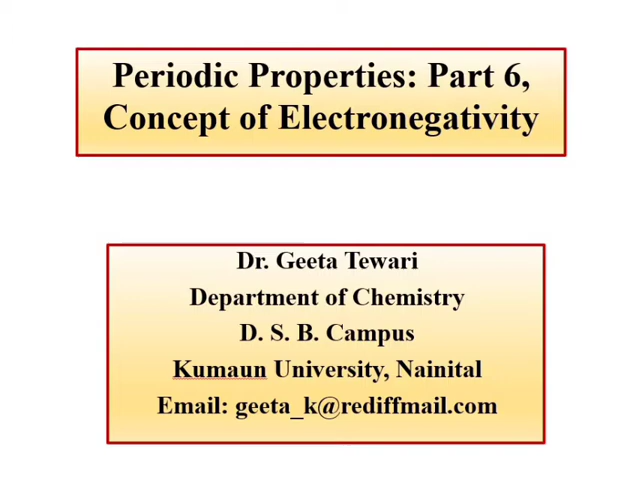 Periodic Properties: Part 6,
Concept of Electronegativity
Dr. Geeta Tewari
Department of Chemistry
D. S. B. Campus
Kumaun University, Nainital
Email: geeta_k@rediffmail.com